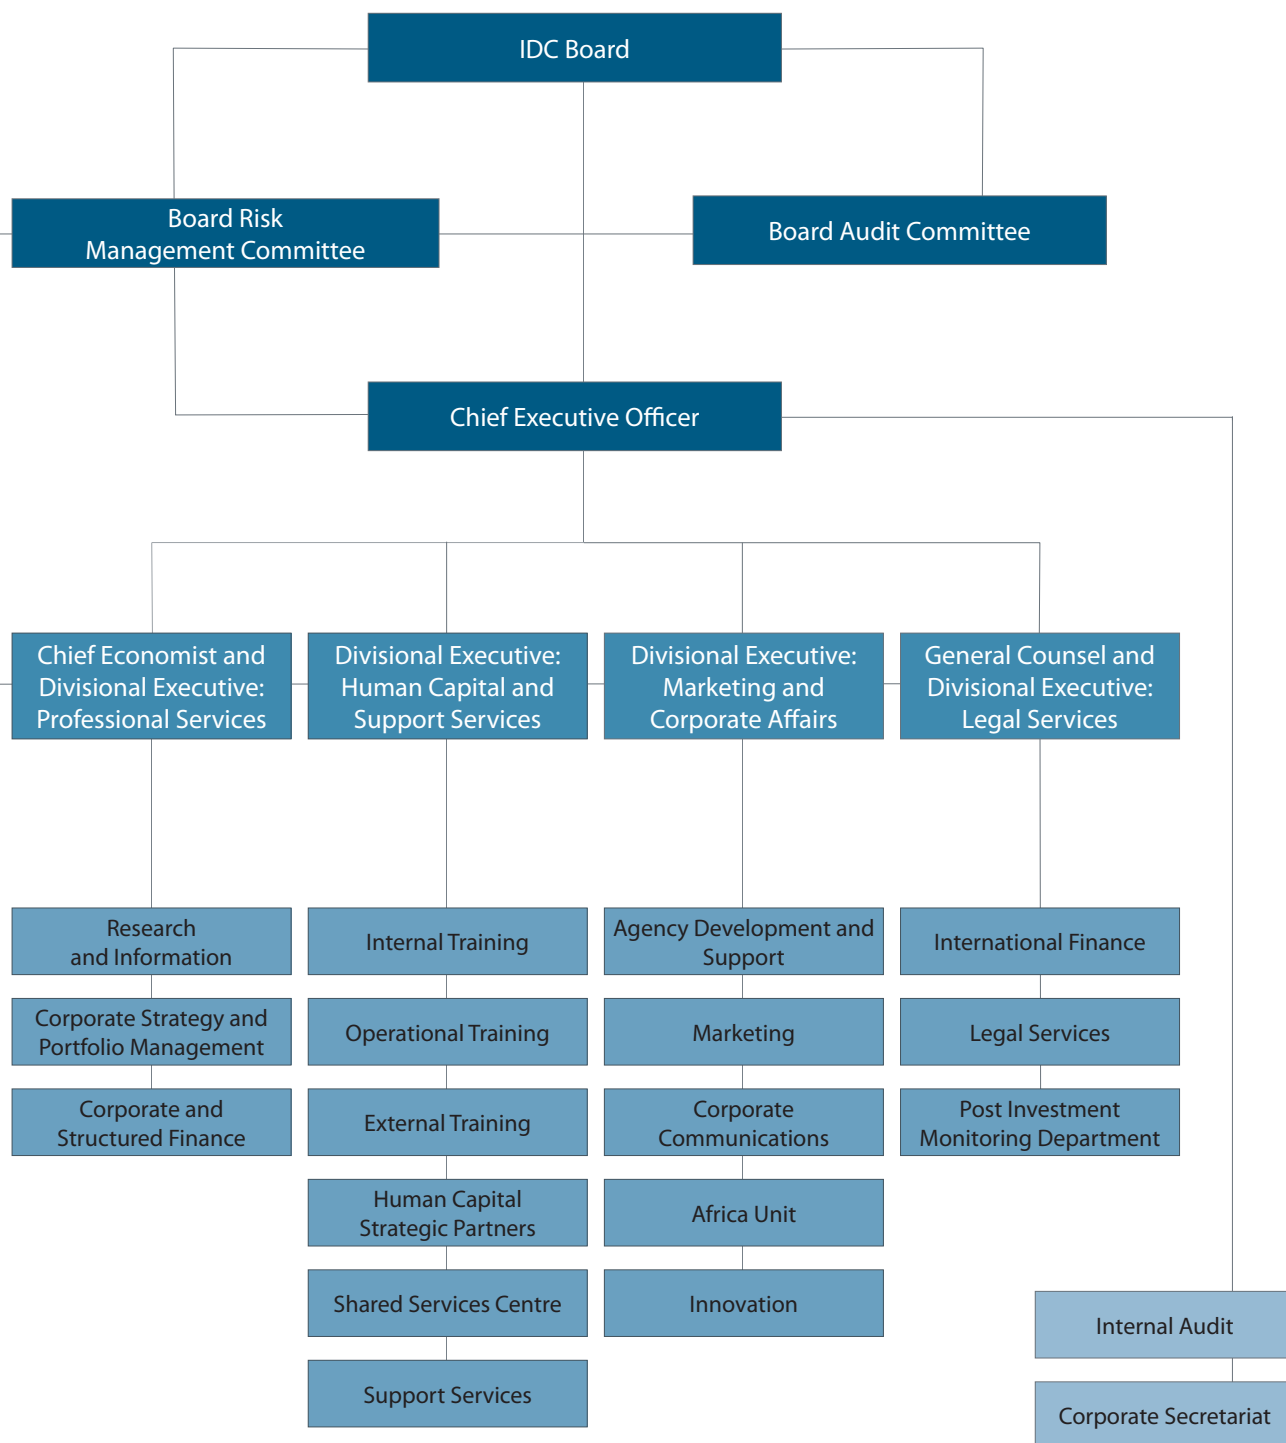 IDC Board
Board Risk
Management Committee
Board Audit Committee
Chief Executive Officer
Chief Economist and
Divisional Executive:
Professional Services
Divisional Executive:
Human Capital and
Support Services
Divisional Executive:
Marketing and
Corporate Affairs
General Counsel and
Divisional Executive:
Legal Services
Research
and Information
Corporate Strategy and
Portfolio Management
Corporate and
Structured Finance
Internal Training
Operational Training
External Training
Human Capital
Strategic Partners
Shared Services Centre
Support Services
Agency Development and
Support
Marketing
Corporate
Communications
Africa Unit
Innovation
International Finance
Legal Services
Post Investment
Monitoring Department
Internal Audit
Corporate Secretariat